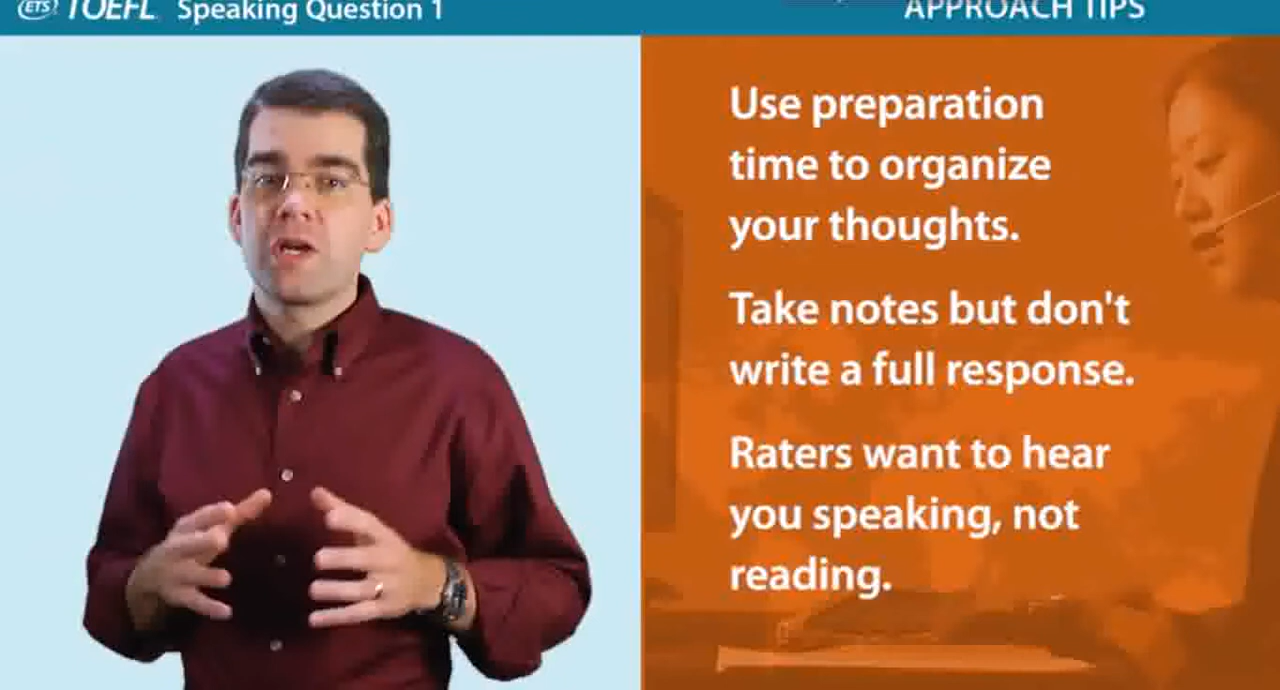 ETS TOEFL Speaking Question 1
APPROACH TIPS
Use preparation
time to organize
your thoughts.
Take notes but don't
write a full response.
Raters want to hear
you speaking, not
reading.